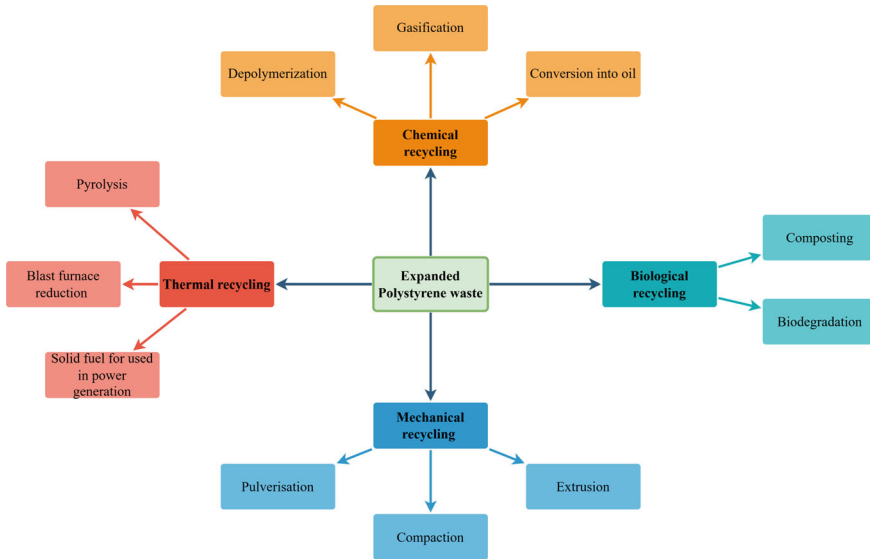 Gasification
Depolymerization
Conversion into oil
Chemical
recycling
Pyrolysis
Composting
Blast furnace
reduction
Thermal recycling
Expanded
Polystyrene waste
Biological
recycling
Biodegradation
Solid fuel for used
in power
generation
Mechanical
recycling
Pulverisation
Extrusion
Compaction